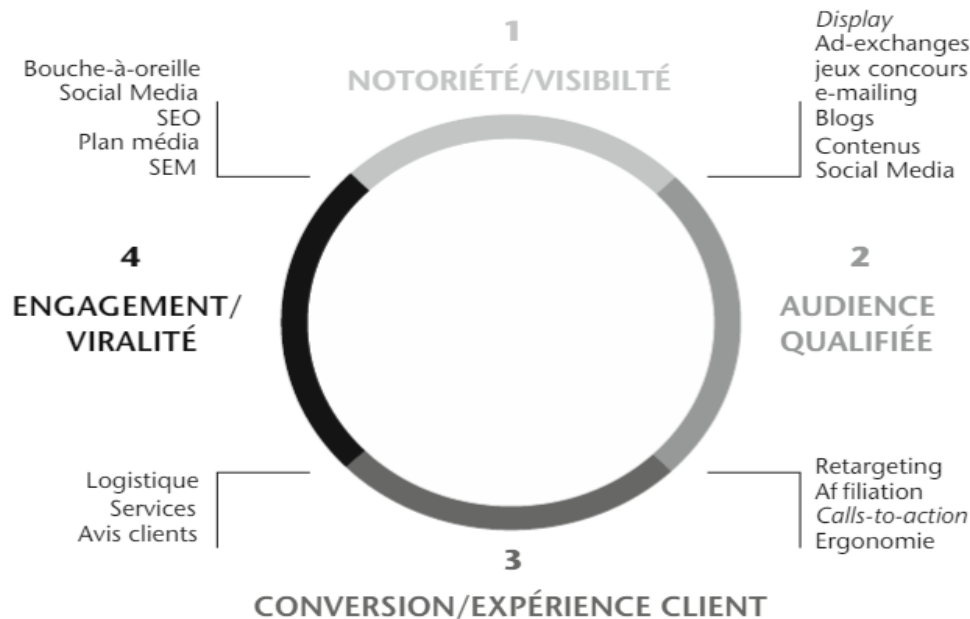 1
NOTORIÉTÉ/VISIBILTÉ
Bouche-à-oreille
Social Media
SEO
Plan média
SEM
Display
Ad-exchanges
jeux concours
e-mailing
Blogs
Contenus
Social Media
4
ENGAGEMENT/
VIRALITÉ
2
AUDIENCE
QUALIFIÉE
Logistique
Services
Avis clients
Retargeting
Af filiation
Calls-to-action
Ergonomie
3
CONVERSION/EXPÉRIENCE CLIENT